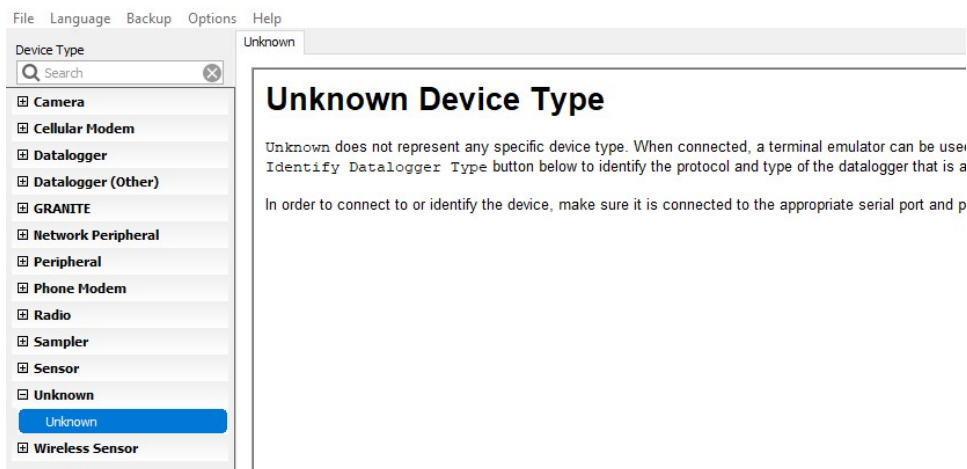 File Language Backup Options Help
Device Type
Search
Camera
Cellular Modem
Datalogger
Datalogger (Other)
GRANITE
Network Peripheral
Peripheral
Phone Modem
Radio
Sampler
Sensor
Unknown
Unknown
Wireless Sensor
Unknown
Unknown Device Type
Unknown does not represent any specific device type. When connected, a terminal emulator can be used
Identify Datalogger Type button below to identify the protocol and type of the datalogger that is a
In order to connect to or identify the device, make sure it is connected to the appropriate serial port and p